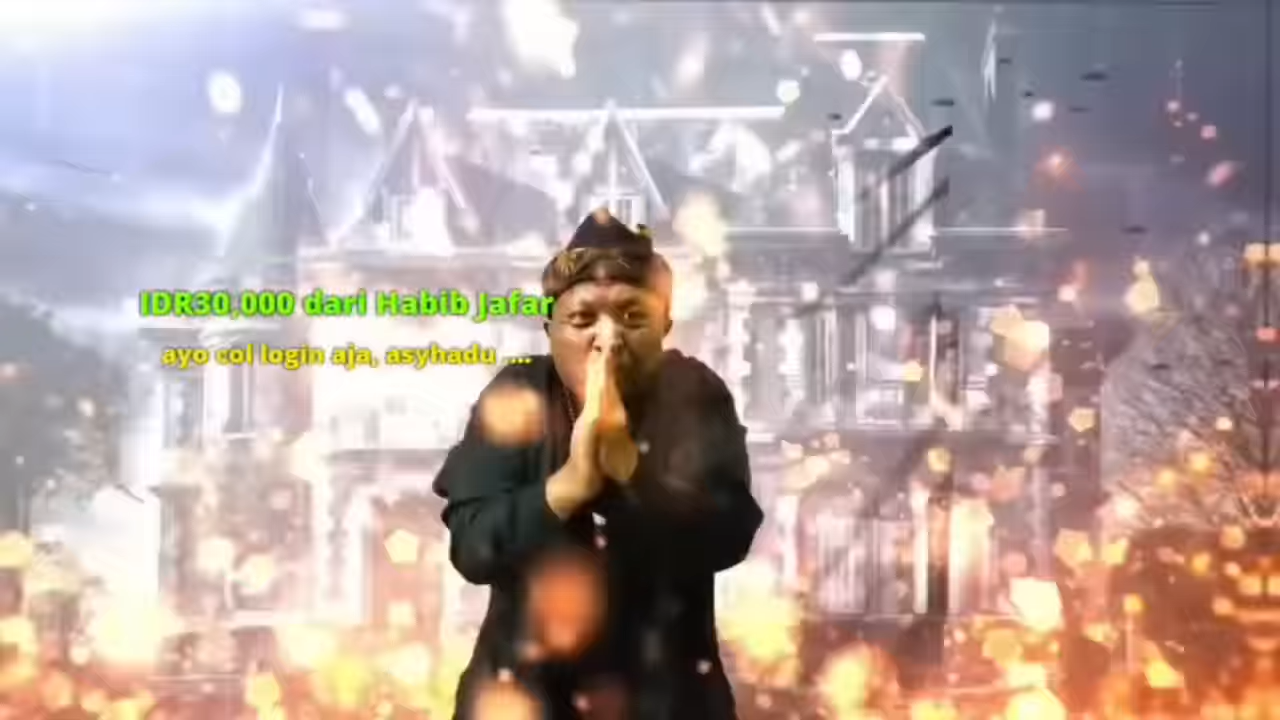 IDR30,000 dari Habib Jafar
ayo col login aja, asyhadu ....